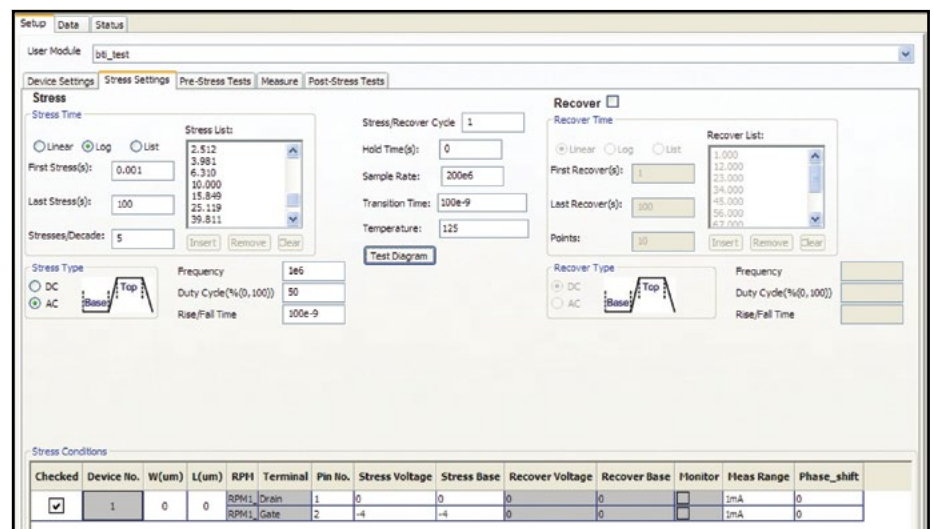 Setup Data Status
User Module bti_test
Device Settings Stress Settings Pre-Stress Tests Measure Post-Stress Tests
Stress
Stress Time
Linear Log List
First Stress(s): 0.001
Last Stress(s): 100
Stresses/Decade: 5
Stress List:
2.512
3.981
6.310
10.000
15.849
25.119
39.811
Insert Remove Clear
Stress Type
DC
AC
Base Top
Frequency 1e6
Duty Cycle(%(0,100)) 50
Rise/Fall Time 100e-9
Stress/Recover Cycle 1
Hold Time(s): 0
Sample Rate: 200e6
Transition Time: 100e-9
Temperature: 125
Test Diagram
Recover
Recover Time
Linear Log List
First Recover(s): 1
Last Recover(s): 100
Points: 10
Recover List:
1.000
12.000
23.000
34.000
45.000
56.000
67.000
Insert Remove Clear
Recover Type
DC
AC
Base Top
Frequency
Duty Cycle(%(0,100))
Rise/Fall Time
Stress Conditions
Checked Device No. W(um) L(um) RPM Terminal Pin No. Stress Voltage Stress Base Recover Voltage Recover Base Monitor Meas Range Phase_shift
1 0 0 RPM1_ Drain 1 0 0 0 0 1mA 0
RPM1_ Gate 2 -4 -4 0 0 1mA 0